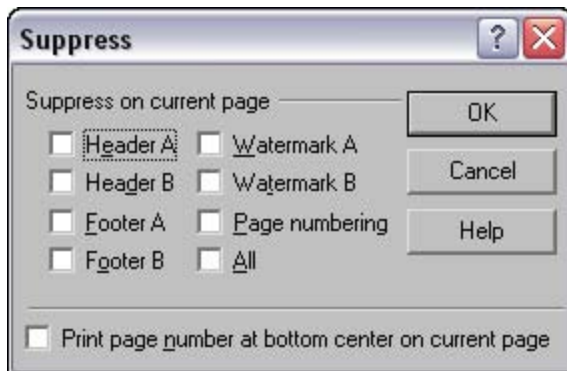 Suppress
Suppress on current page
OK
Header A
Watermark A
Header B
Watermark B
Cancel
Footer A
Page numbering
Help
Footer B
All
Print page number at bottom center on current page